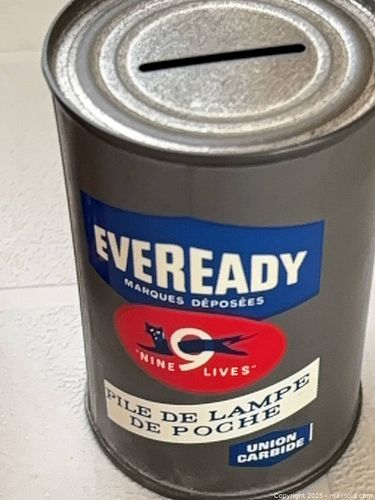 EVEREADY
MARQUES DÉPOSÉES
9
"NINE LIVES"
PILE DE LAMPE
DE POCHE
UNION
CARBIDE
Copyright 2025 - maxsold.com